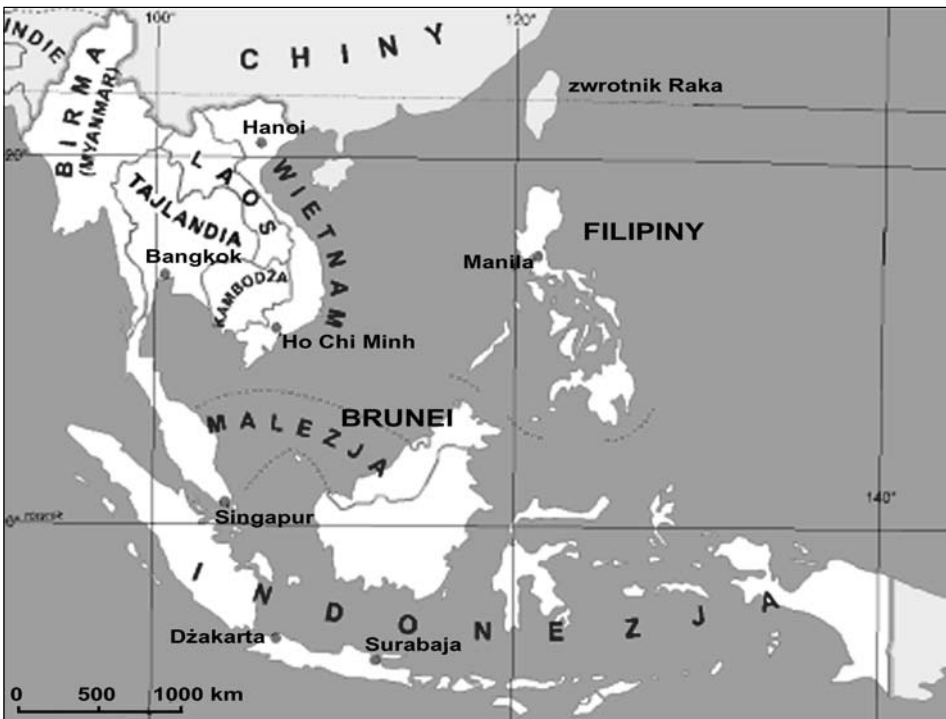 100°
120°
INDIE
CHINY
BIRMA
(MYANMAR)
zwrotnik Raka
Hanoi
20°
LAOS
WIETNAM
TAJLANDIA
FILIPINY
Bangkok
Manila
KAMBODŻA
Ho Chi Minh
BRUNEI
MALEZJA
140°
Singapur
0°
INDONEZJA
Dżakarta
Surabaja
0 500 1000 km